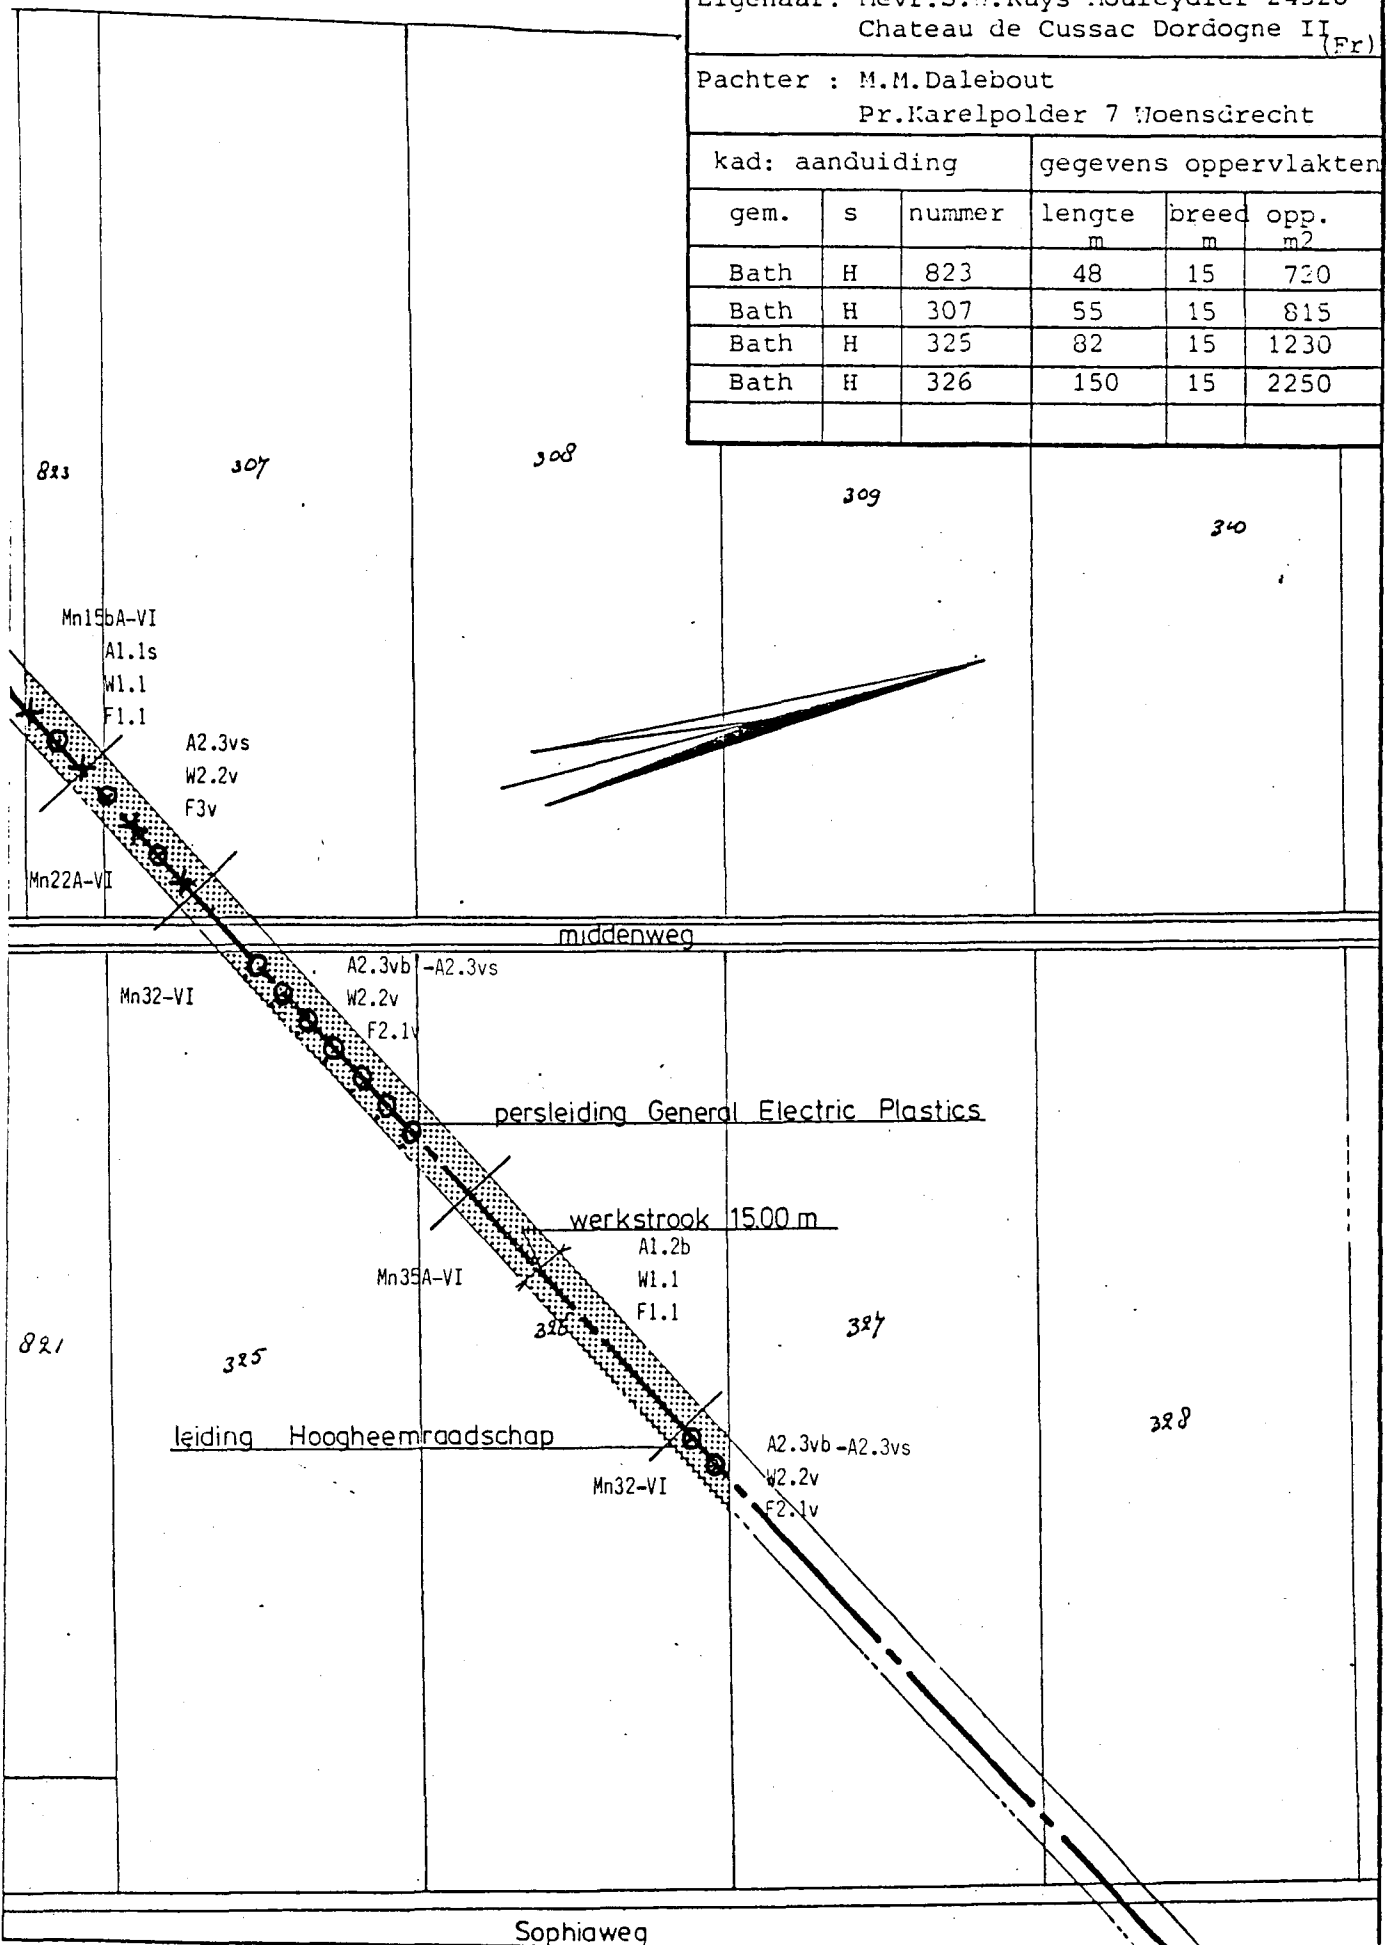 Eigenaar: Mevr.S.W.Ruys Mouleydier 24520
Chateau de Cussac Dordogne II (Fr)
Pachter : M.M.Dalebout
Pr.Karelpolder 7 Woensdrecht
kad: aanduiding gegevens oppervlakten
gem. s nummer lengte m breed m opp. m2
Bath H 823 48 15 720
Bath H 307 55 15 815
Bath H 325 82 15 1230
Bath H 326 150 15 2250
823
307
308
309
310
Mn15bA-VI
A1.1s
W1.1
F1.1
A2.3vs
W2.2v
F3v
Mn22A-VI
middenweg
Mn32-VI
A2.3vb -A2.3vs
W2.2v
F2.1v
persleiding General Electric Plastics
werkstrook 15.00 m
A1.2b
W1.1
F1.1
Mn35A-VI
821
325
326
327
328
leiding Hoogheemraadschap
A2.3vb -A2.3vs
W2.2v
F2.1v
Mn32-VI
Sophiaweg